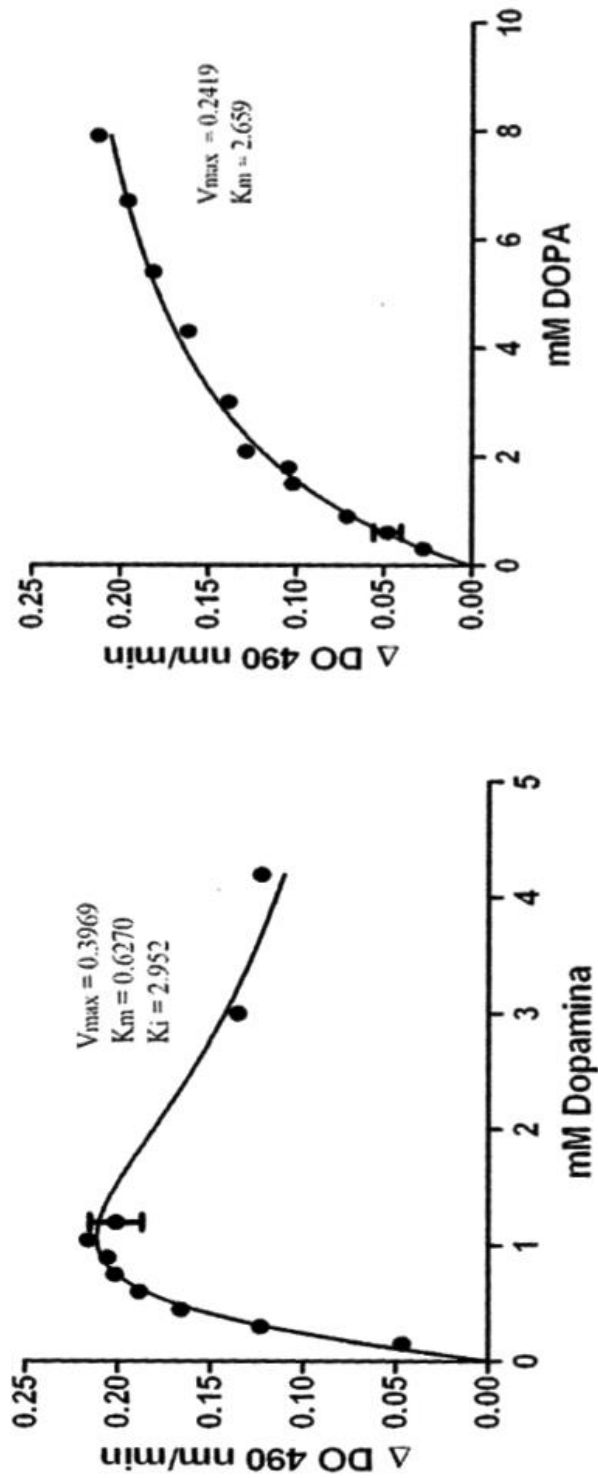 Δ DO 490 nm/min
0.25
0.20
0.15
0.10
0.05
0.00
0
1
2
3
4
5
mM Dopamina
Vmax = 0.3969
Km = 0.6270
Ki = 2.952
Δ DO 490 nm/min
0.25
0.20
0.15
0.10
0.05
0.00
0
2
4
6
8
10
mM DOPA
Vmax = 0.2419
Km = 2.659